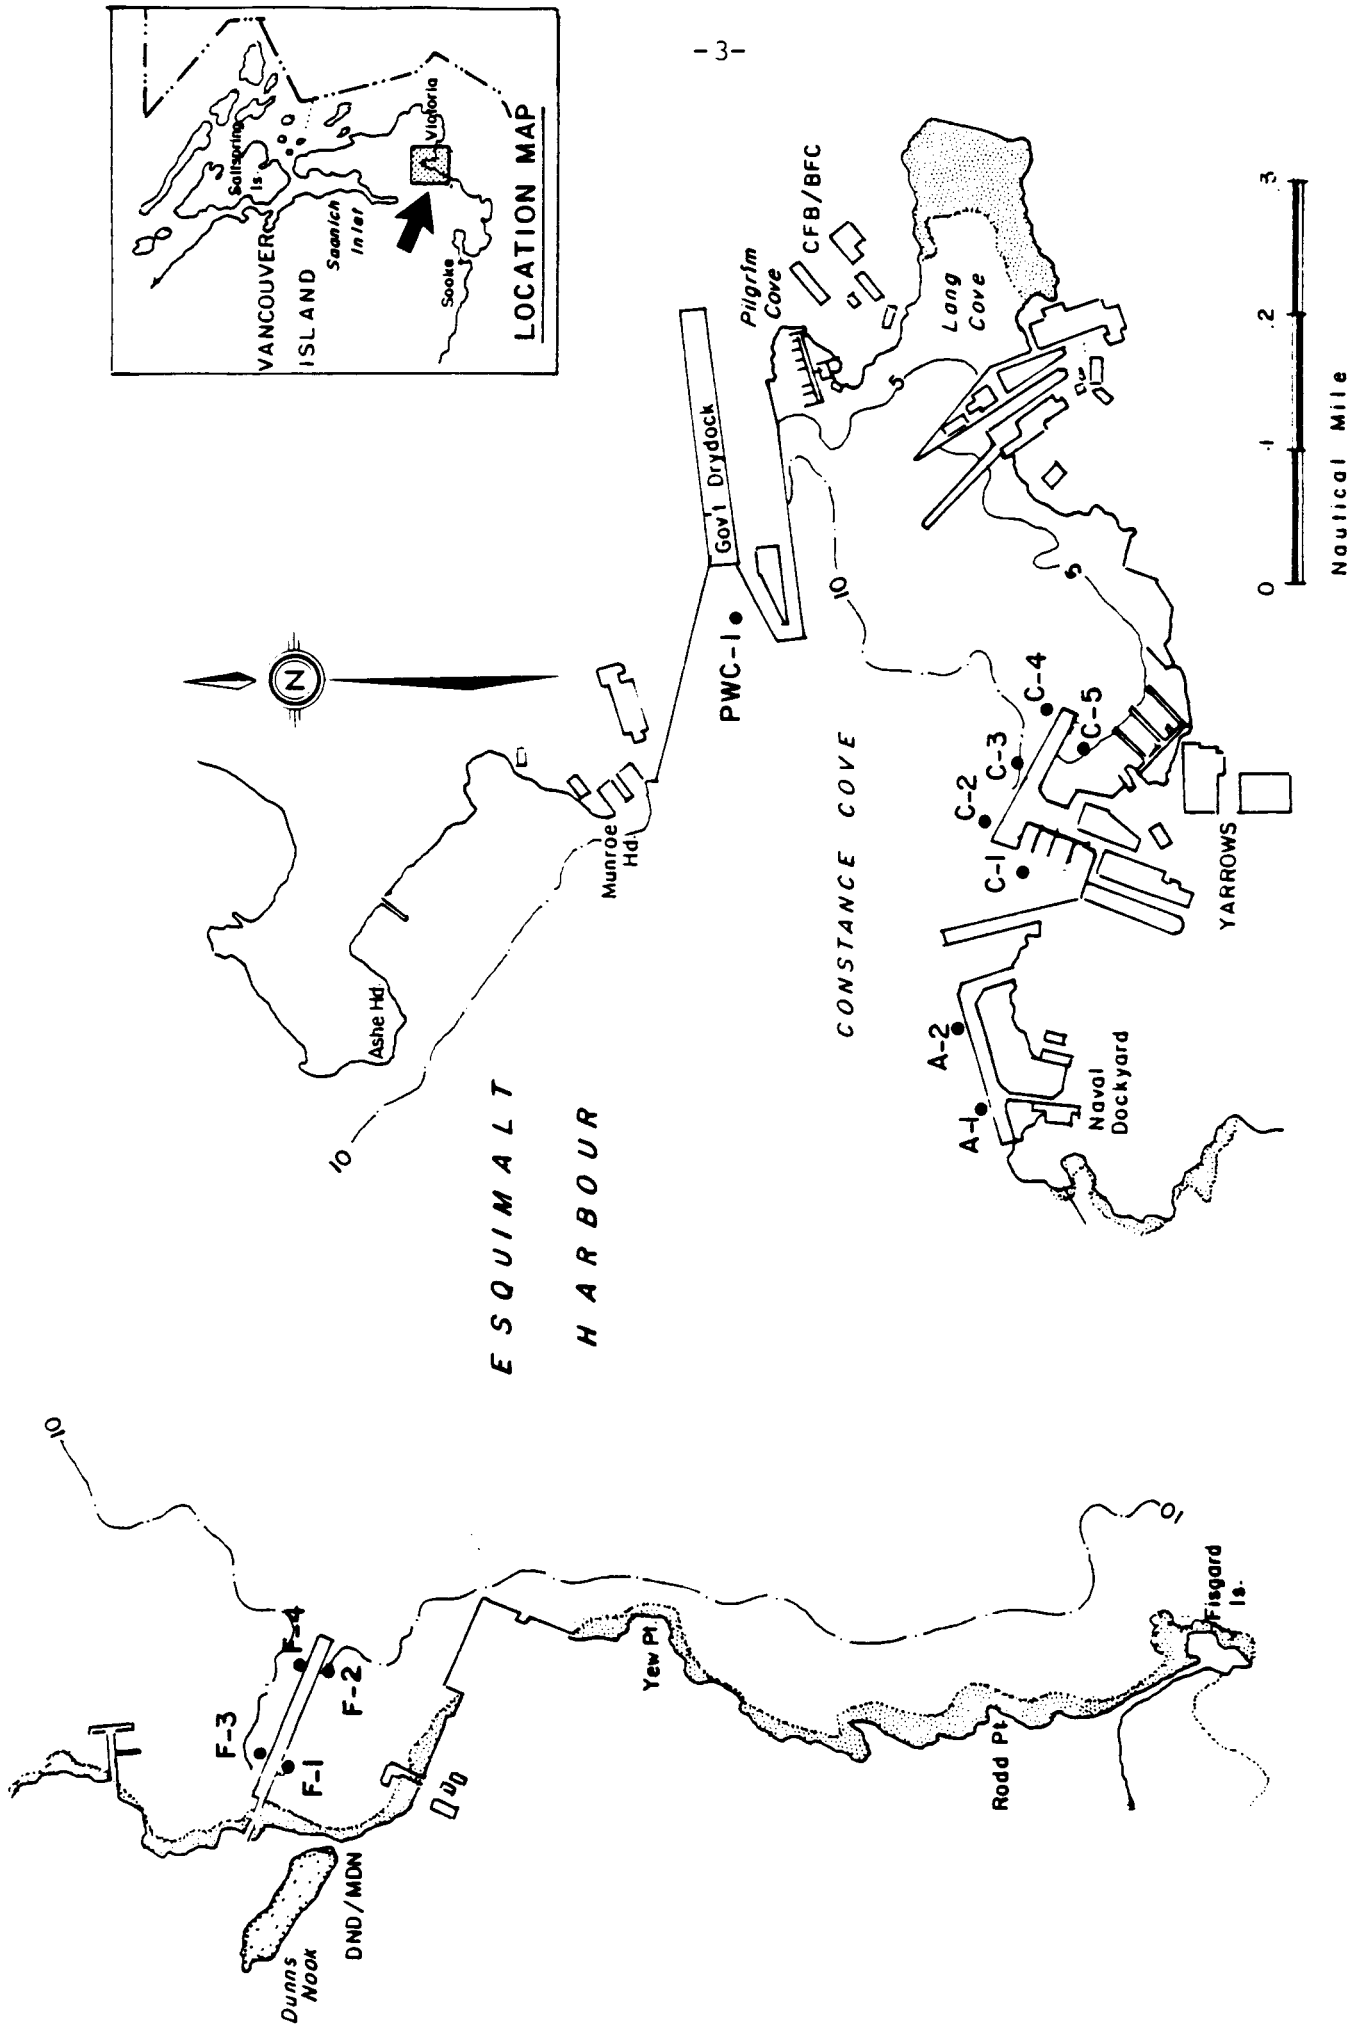 -3-
VANCOUVER
ISLAND
Saltspring
Is.
Saanich
Inlet
Victoria
Sooke
LOCATION MAP
N
ESQUIMALT
HARBOUR
CONSTANCE COVE
Ashe Hd.
Munroe
Hd.
PWC-1
Gov't Drydock
Pilgrim
Cove
CFB/BFC
Lang
Cove
10
10
10
10
5
5
C-1
C-2
C-3
C-4
C-5
A-1
A-2
Naval
Dockyard
YARROWS
F-1
F-2
F-3
F-4
Dunns
Nook
DND/MDN
Yew Pt.
Rodd Pt.
Fisgard
Is.
0 .1 .2 .3
Nautical Mile